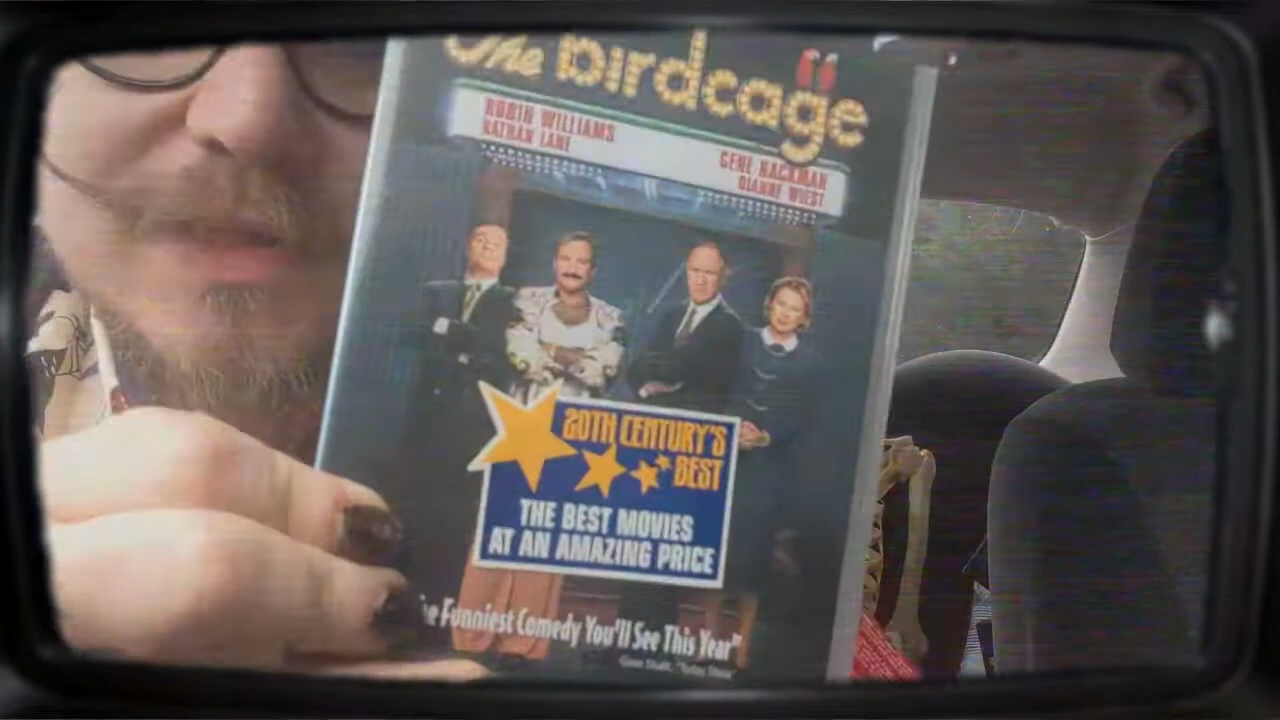 The birdcage
ROBIN WILLIAMS
NATHAN LANE
GENE HACKMAN
DIANNE WIEST
20TH CENTURY'S
BEST
THE BEST MOVIES
AT AN AMAZING PRICE
Funniest Comedy You'll See This Year"